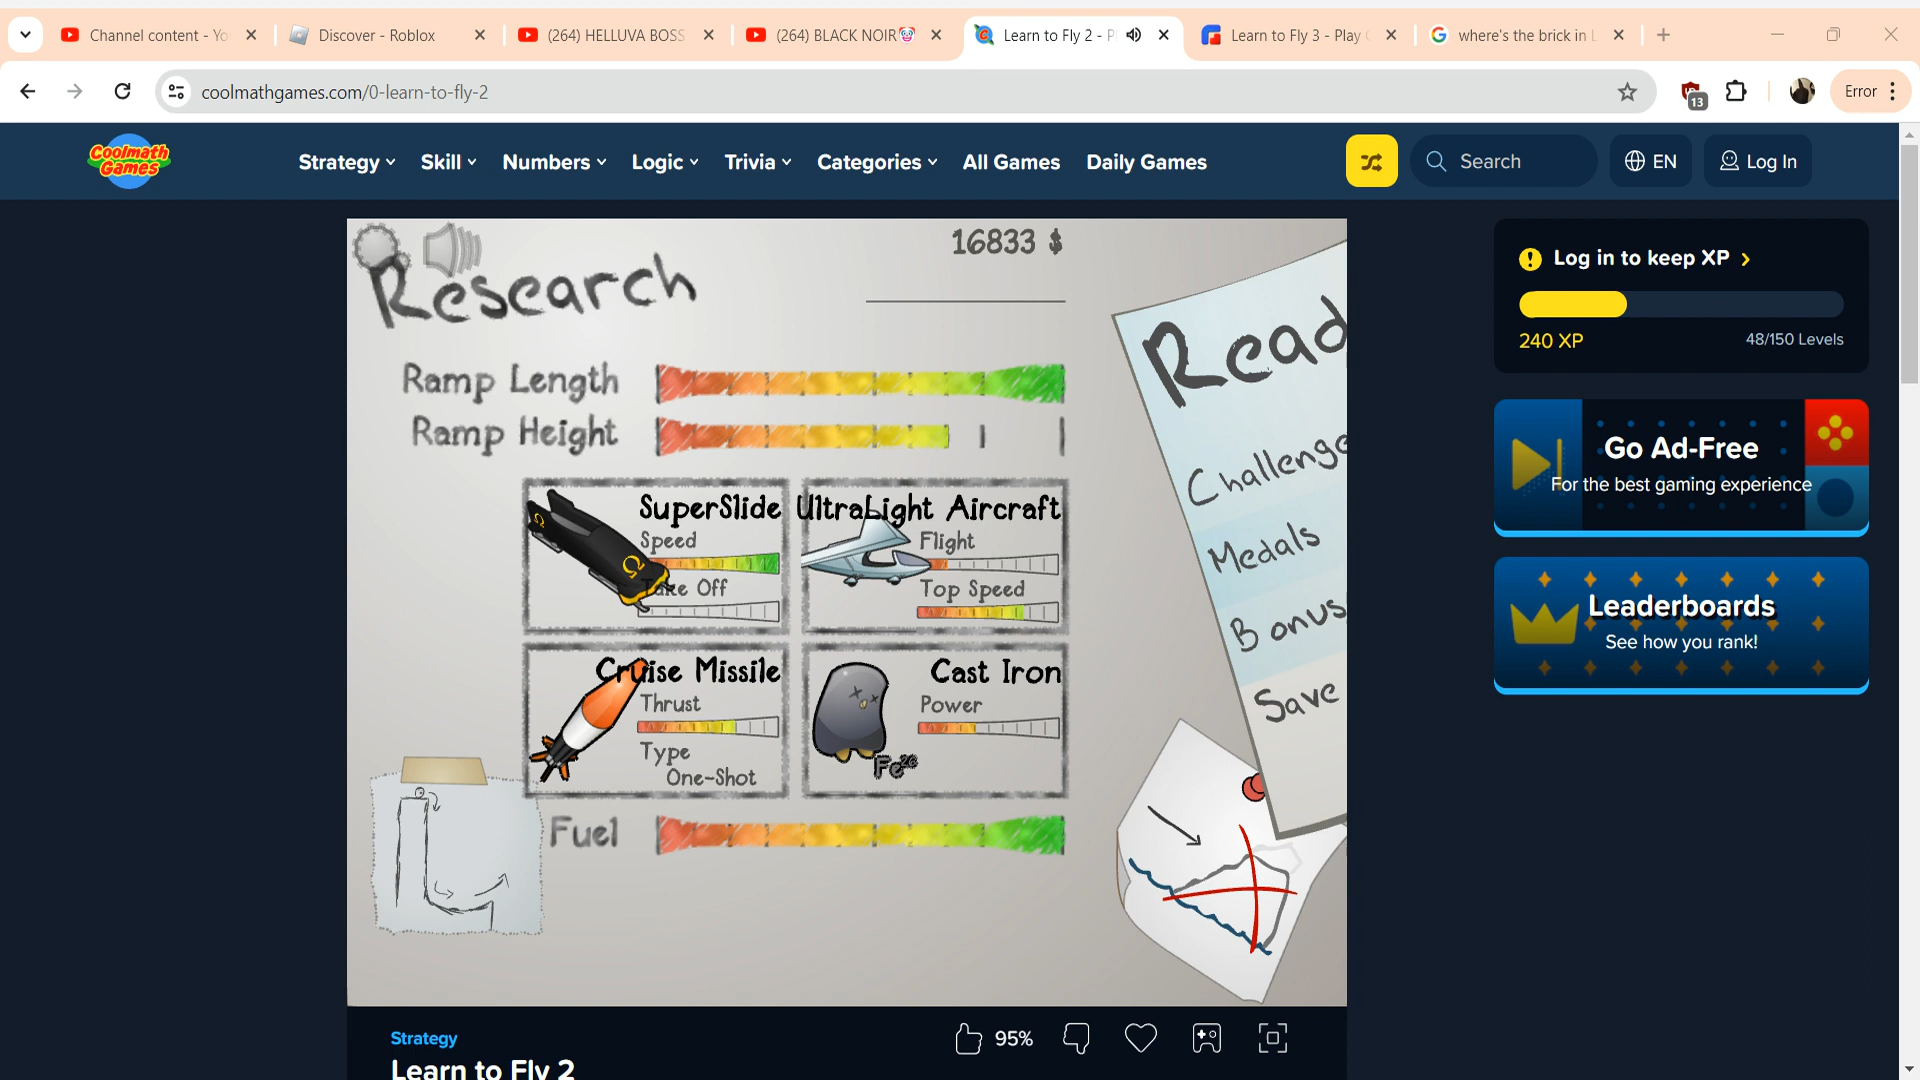 Channel content - Yo
Discover - Roblox
(264) HELLUVA BOSS
(264) BLACK NOIR🤡
Learn to Fly 2 - P
Learn to Fly 3 - Play
where's the brick in L
coolmathgames.com/0-learn-to-fly-2
13
Error
Coolmath Games
Strategy
Skill
Numbers
Logic
Trivia
Categories
All Games
Daily Games
Search
EN
Log In
Research
16833 $
Ramp Length
Ramp Height
SuperSlide
Speed
Take Off
Ω
Ω
UltraLight Aircraft
Flight
Top Speed
Cruise Missile
Thrust
Type
One-Shot
Cast Iron
Power
Fe²⁶
Fuel
Read
Challenge
Medals
Bonus
Save
Log in to keep XP
240 XP
48/150 Levels
Go Ad-Free
For the best gaming experience
Leaderboards
See how you rank!
Strategy
95%
Learn to Fly 2